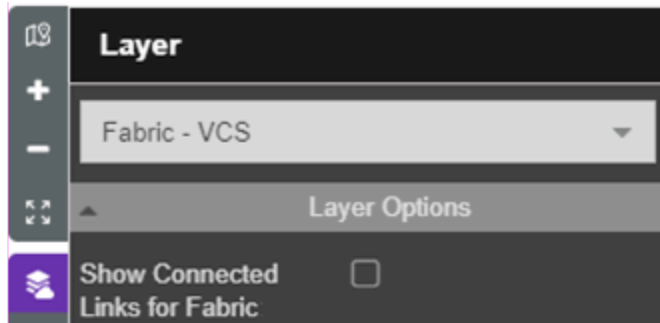 Layer
Fabric - VCS
Layer Options
Show Connected
Links for Fabric